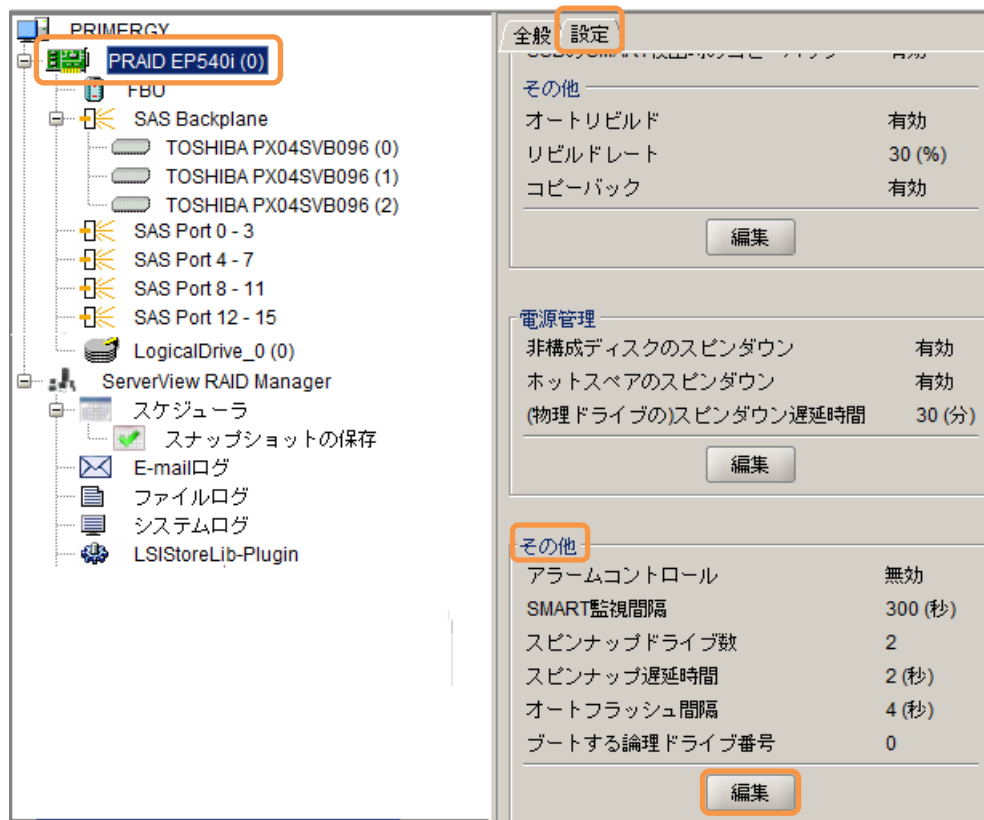 PRIMERGY
PRAID EP540i (0)
FBU
SAS Backplane
TOSHIBA PX04SVB096 (0)
TOSHIBA PX04SVB096 (1)
TOSHIBA PX04SVB096 (2)
SAS Port 0 - 3
SAS Port 4 - 7
SAS Port 8 - 11
SAS Port 12 - 15
LogicalDrive_0 (0)
ServerView RAID Manager
スケジューラ
スナップショットの保存
E-mailログ
ファイルログ
システムログ
LSIStoreLib-Plugin
全般 設定
その他
オートリビルド 有効
リビルドレート 30 (%)
コピーバック 有効
編集
電源管理
非構成ディスクのスピンダウン 有効
ホットスペアのスピンダウン 有効
(物理ドライブの)スピンダウン遅延時間 30 (分)
編集
その他
アラームコントロール 無効
SMART監視間隔 300 (秒)
スピンナップドライブ数 2
スピンナップ遅延時間 2 (秒)
オートフラッシュ間隔 4 (秒)
ブートする論理ドライブ番号 0
編集